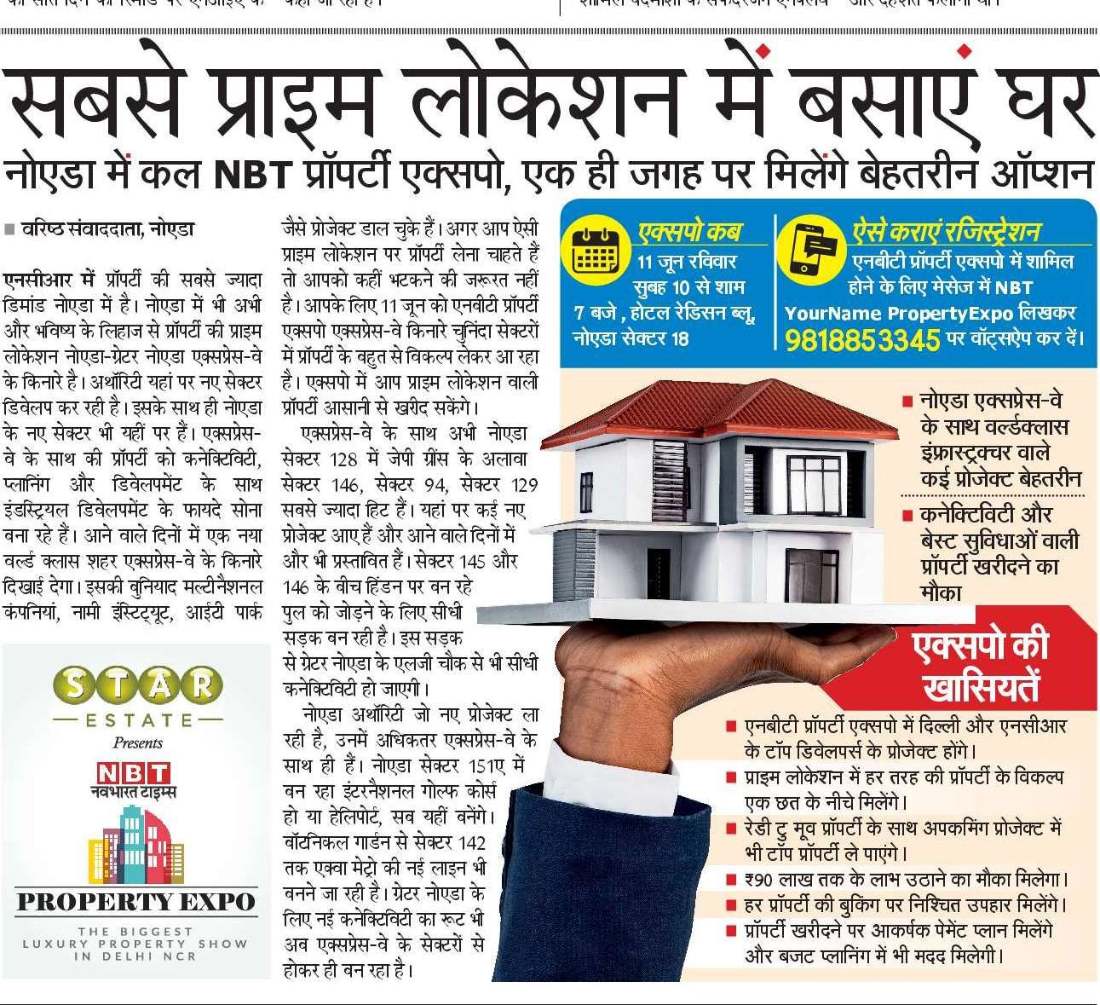 सबसे प्राइम लोकेशन में बसाएं घर
नोएडा में कल NBT प्रॉपर्टी एक्सपो, एक ही जगह पर मिलेंगे बेहतरीन ऑप्शन
■ वरिष्ठ संवाददाता, नोएडा
एनसीआर में प्रॉपर्टी की सबसे ज्यादा
डिमांड नोएडा में है। नोएडा में भी अभी
और भविष्य के लिहाज से प्रॉपर्टी की प्राइम
लोकेशन नोएडा-ग्रेटर नोएडा एक्सप्रेस-वे
के किनारे है। अथॉरिटी यहां पर नए सेक्टर
डिवेलप कर रही है। इसके साथ ही नोएडा
के नए सेक्टर भी यहीं पर हैं। एक्सप्रेस-
वे के साथ की प्रॉपर्टी को कनेक्टिविटी,
प्लानिंग और डिवेलपमेंट के साथ
इंडस्ट्रियल डिवेलपमेंट के फायदे सोना
बना रहे हैं। आने वाले दिनों में एक नया
वर्ल्ड क्लास शहर एक्सप्रेस-वे के किनारे
दिखाई देगा। इसकी बुनियाद मल्टीनैशनल
कंपनियां, नामी इंस्टिट्यूट, आईटी पार्क
जैसे प्रोजेक्ट डाल चुके हैं। अगर आप ऐसी
प्राइम लोकेशन पर प्रॉपर्टी लेना चाहते हैं
तो आपको कहीं भटकने की जरूरत नहीं
है। आपके लिए 11 जून को एनबीटी प्रॉपर्टी
एक्सपो एक्सप्रेस-वे किनारे चुनिंदा सेक्टरों
में प्रॉपर्टी के बहुत से विकल्प लेकर आ रहा
है। एक्सपो में आप प्राइम लोकेशन वाली
प्रॉपर्टी आसानी से खरीद सकेंगे।
एक्सप्रेस-वे के साथ अभी नोएडा
सेक्टर 128 में जेपी ग्रींस के अलावा
सेक्टर 146, सेक्टर 94, सेक्टर 129
सबसे ज्यादा हिट हैं। यहां पर कई नए
प्रोजेक्ट आए हैं और आने वाले दिनों में
और भी प्रस्तावित हैं। सेक्टर 145 और
146 के बीच हिंडन पर बन रहे
पुल को जोड़ने के लिए सीधी
सड़क बन रही है। इस सड़क
से ग्रेटर नोएडा के एलजी चौक से भी सीधी
कनेक्टिविटी हो जाएगी।
नोएडा अथॉरिटी जो नए प्रोजेक्ट ला
रही है, उनमें अधिकतर एक्सप्रेस-वे के
साथ ही हैं। नोएडा सेक्टर 151ए में
बन रहा इंटरनैशनल गोल्फ कोर्स
हो या हेलिपोर्ट, सब यहीं बनेंगे।
बॉटनिकल गार्डन से सेक्टर 142
तक एक्वा मेट्रो की नई लाइन भी
बनने जा रही है। ग्रेटर नोएडा के
लिए नई कनेक्टिविटी का रूट भी
अब एक्सप्रेस-वे के सेक्टरों से
होकर ही बन रहा है।
एक्सपो कब
11 जून रविवार
सुबह 10 से शाम
7 बजे , होटल रेडिसन ब्लू,
नोएडा सेक्टर 18
ऐसे कराएं रजिस्ट्रेशन
एनबीटी प्रॉपर्टी एक्सपो में शामिल
होने के लिए मेसेज में NBT
YourName PropertyExpo लिखकर
9818853345 पर वॉट्सऐप कर दें।
■ नोएडा एक्सप्रेस-वे
के साथ वर्ल्डक्लास
इंफ्रास्ट्रक्चर वाले
कई प्रोजेक्ट बेहतरीन
■ कनेक्टिविटी और
बेस्ट सुविधाओं वाली
प्रॉपर्टी खरीदने का
मौका
एक्सपो की
खासियतें
■ एनबीटी प्रॉपर्टी एक्सपो में दिल्ली और एनसीआर
के टॉप डिवेलपर्स के प्रोजेक्ट होंगे।
■ प्राइम लोकेशन में हर तरह की प्रॉपर्टी के विकल्प
एक छत के नीचे मिलेंगे।
■ रेडी टु मूव प्रॉपर्टी के साथ अपकमिंग प्रोजेक्ट में
भी टॉप प्रॉपर्टी ले पाएंगे।
■ ₹90 लाख तक के लाभ उठाने का मौका मिलेगा।
■ हर प्रॉपर्टी की बुकिंग पर निश्चित उपहार मिलेंगे।
■ प्रॉपर्टी खरीदने पर आकर्षक पेमेंट प्लान मिलेंगे
और बजट प्लानिंग में भी मदद मिलेगी।
STAR
ESTATE
Presents
NBT
नवभारत टाइम्स
PROPERTY EXPO
THE BIGGEST
LUXURY PROPERTY SHOW
IN DELHI NCR